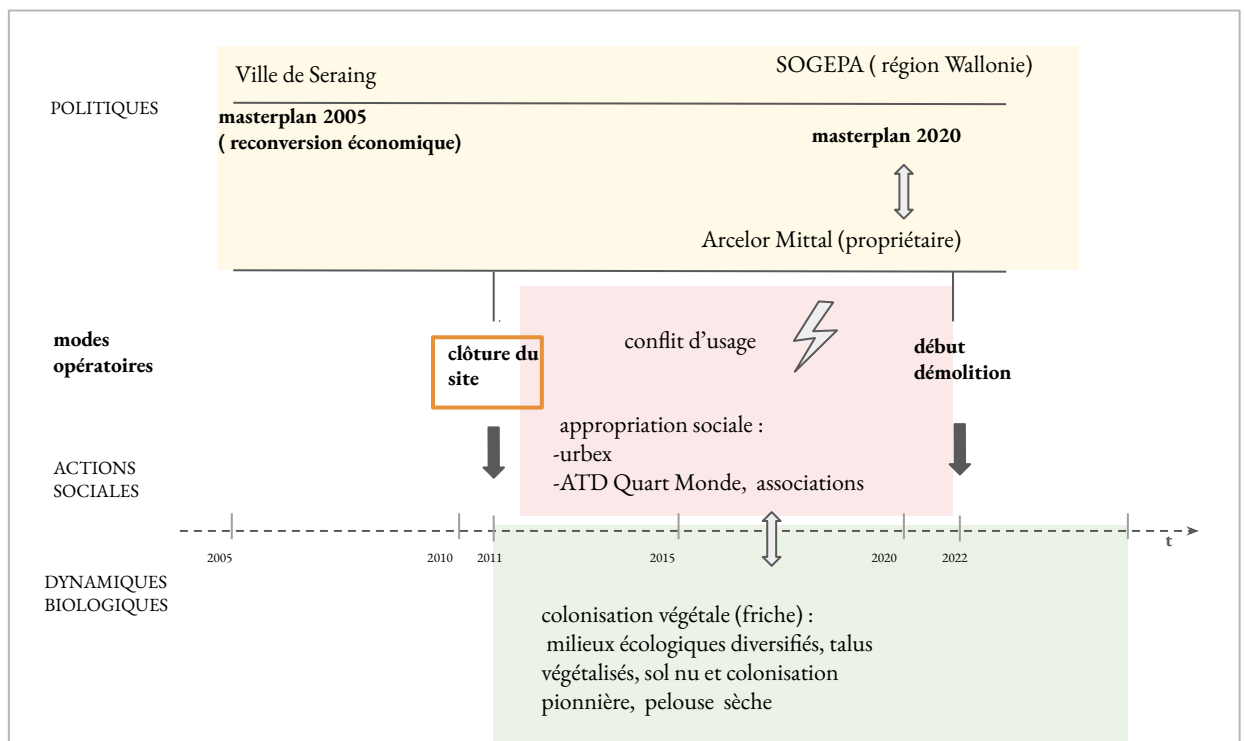 Ville de Seraing
SOGEPA ( région Wallonie)
POLITIQUES
masterplan 2005
( reconversion économique)
masterplan 2020
Arcelor Mittal (propriétaire)
modes
opératoires
clôture du
site
conflit d’usage
début
démolition
appropriation sociale :
-urbex
-ATD Quart Monde, associations
ACTIONS
SOCIALES
t
2005
2010
2011
2015
2020
2022
DYNAMIQUES
BIOLOGIQUES
colonisation végétale (friche) :
milieux écologiques diversifiés, talus
végétalisés, sol nu et colonisation
pionnière, pelouse sèche